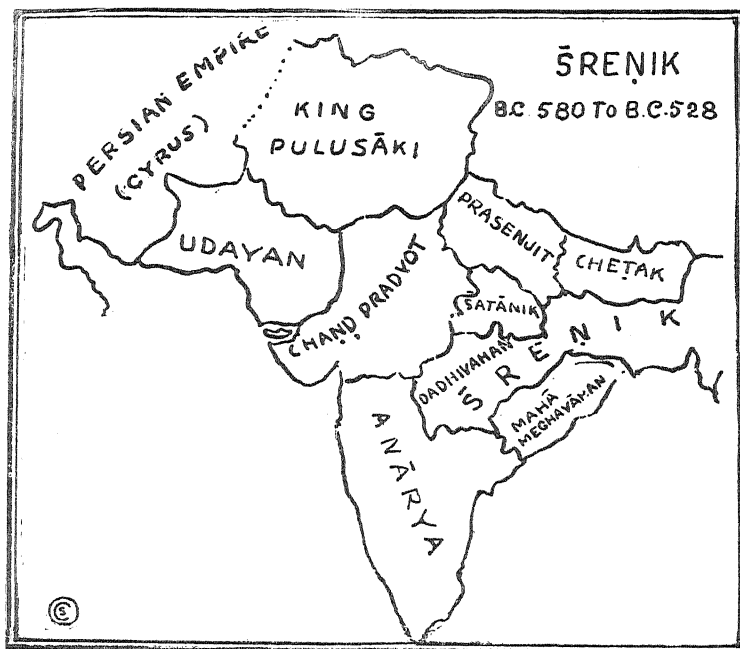 ŚREṆIK
B.C. 580 TO B.C.528
PERSIAN EMPIRE
(CYRUS)
KING
PULUSĀKI
UDAYAN
CHAṆḌ PRADVOT
PRASENJIT
CHEṬAK
ŚATĀNIK
DADHIVAHAN
ŚREṆIK
MAHĀ
MEGHAVĀHAN
ANĀRYA